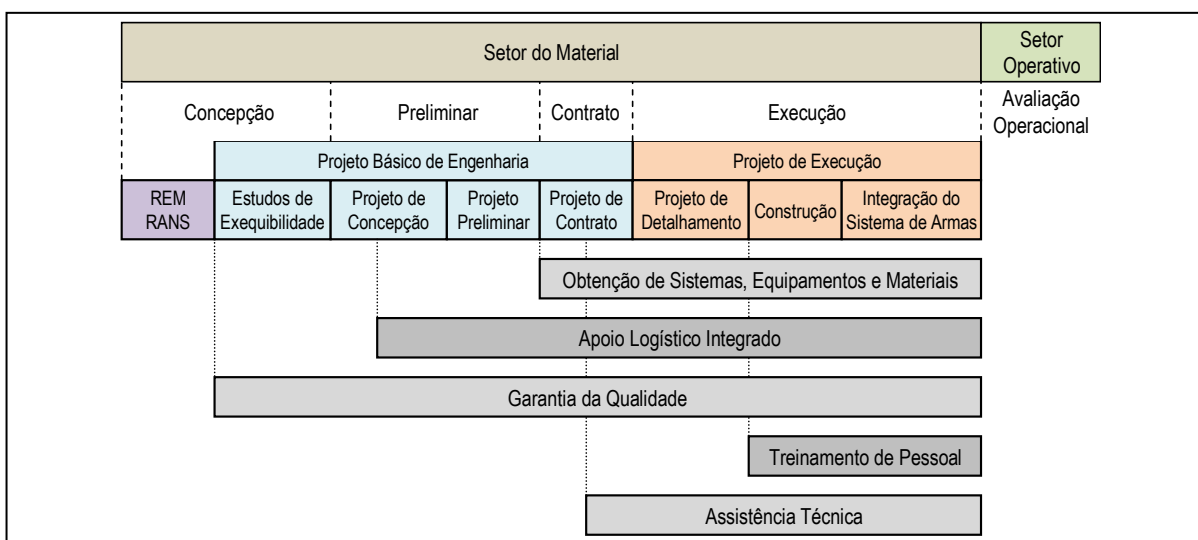 Setor do Material
Setor
Operativo
Concepção
Preliminar
Contrato
Execução
Avaliação
Operacional
Projeto Básico de Engenharia
Projeto de Execução
REM
RANS
Estudos de
Exequibilidade
Projeto de
Concepção
Projeto
Preliminar
Projeto de
Contrato
Projeto de
Detalhamento
Construção
Integração do
Sistema de Armas
Obtenção de Sistemas, Equipamentos e Materiais
Apoio Logístico Integrado
Garantia da Qualidade
Treinamento de Pessoal
Assistência Técnica